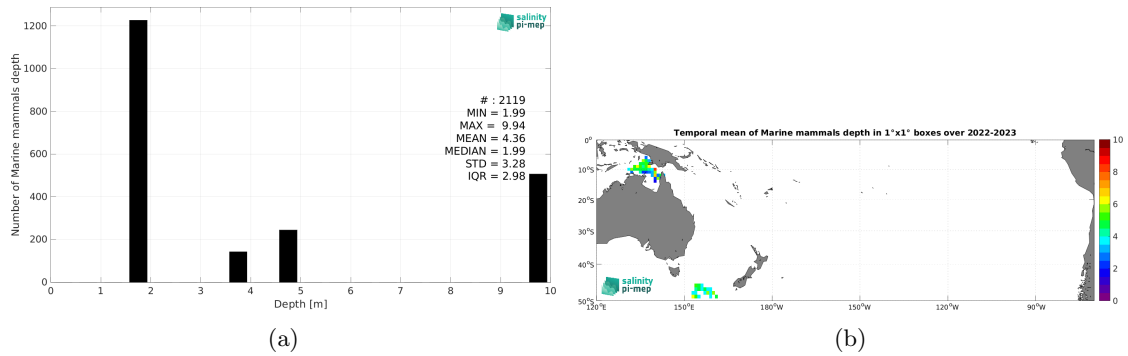 salinity
pi-mep
1200
1000
800
600
400
200
0
Number of Marine mammals depth
# : 2119
MIN = 1.99
MAX = 9.94
MEAN = 4.36
MEDIAN = 1.99
STD = 3.28
IQR = 2.98
0 1 2 3 4 5 6 7 8 9 10
Depth [m]
(a)
Temporal mean of Marine mammals depth in 1°x1° boxes over 2022-2023
0°
10°S
20°S
30°S
40°S
50°S
120°E 150°E 180°W 150°W 120°W 90°W
salinity
pi-mep
10
8
6
4
2
0
(b)